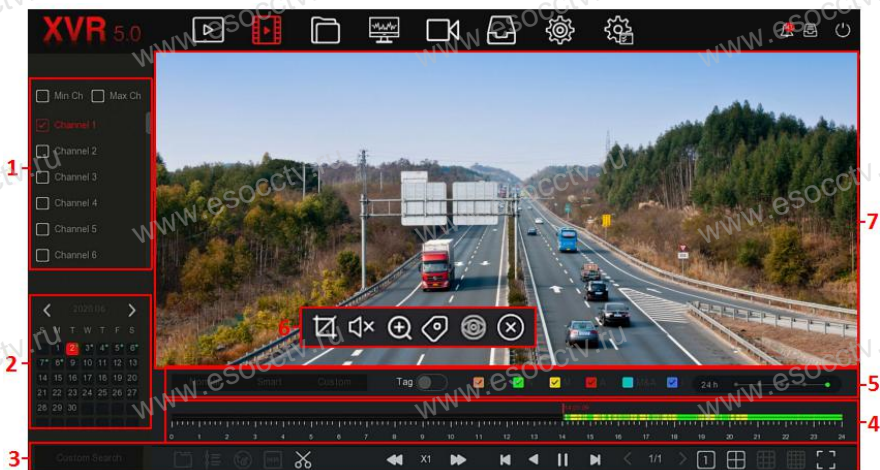 XVR 5.0
www.esocctv.ru
Min Ch
Max Ch
Channel 1
Channel 2
Channel 3
Channel 4
Channel 5
Channel 6
1
7
6
2
S M T W T F S
1 2 3 4 5 6
7 8 9 10 11 12 13
14 15 16 17 18 19 20
21 22 23 24 25 26 27
28 29 30
Smart
Custom
Tag
M
A
M&A
24 h
5
4
0 1 2 3 4 5 6 7 8 9 10 11 12 13 14 15 16 17 18 19 20 21 22 23 24
3
Custom Search
X1
1/1
1